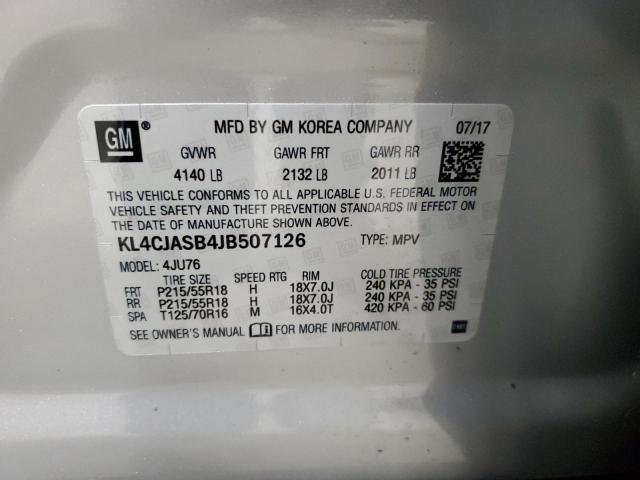 GM ® MFD BY GM KOREA COMPANY 07/17
GVWR GAWR FRT GAWR RR
4140 LB 2132 LB 2011 LB
THIS VEHICLE CONFORMS TO ALL APPLICABLE U.S. FEDERAL MOTOR
VEHICLE SAFETY AND THEFT PREVENTION STANDARDS IN EFFECT ON
THE DATE OF MANUFACTURE SHOWN ABOVE.
KL4CJASB4JB507126 TYPE: MPV
MODEL: 4JU76
TIRE SIZE SPEED RTG RIM COLD TIRE PRESSURE
FRT P215/55R18 H 18X7.0J 240 KPA - 35 PSI
RR P215/55R18 H 18X7.0J 240 KPA - 35 PSI
SPA T125/70R16 M 16X4.0T 420 KPA - 60 PSI
SEE OWNER'S MANUAL FOR MORE INFORMATION.